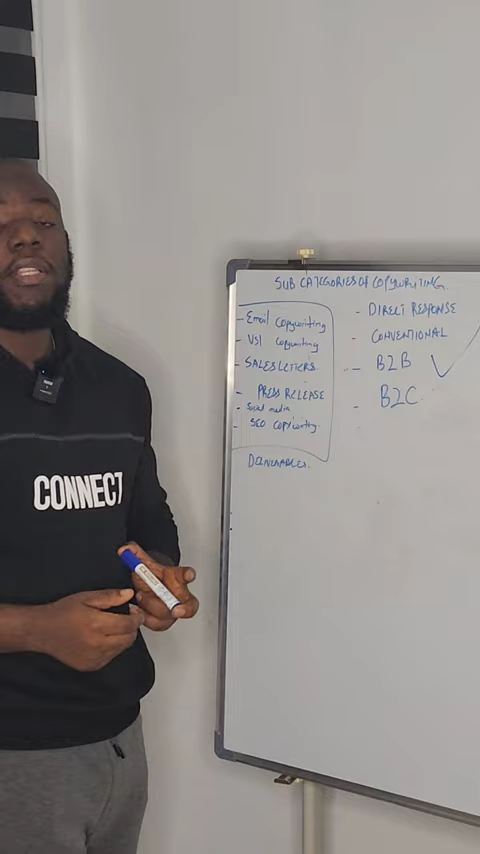 SUB CATEGORIES OF COPYWRITING.
- Email copywriting
- VSL copywriting
- SALES LETTERS
- PRESS RELEASE
- Social media
- SEO copywriting
- DIRECT RESPONSE
- CONVENTIONAL
- B2B
- B2C.
CONNECT